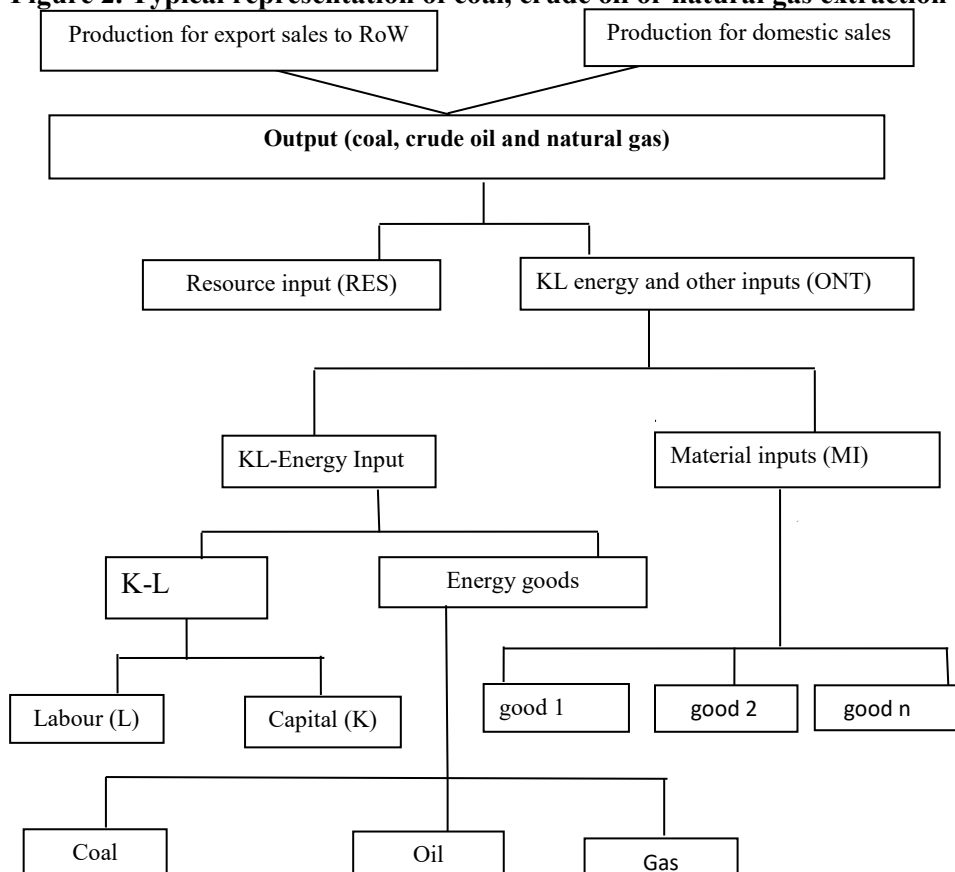 Figure 2: Typical representation of coal, crude oil or natural gas extraction
Production for export sales to RoW
Production for domestic sales
Output (coal, crude oil and natural gas)
Resource input (RES)
KL energy and other inputs (ONT)
KL-Energy Input
Material inputs (MI)
K-L
Energy goods
Labour (L)
Capital (K)
good 1
good 2
good n
Coal
Oil
Gas